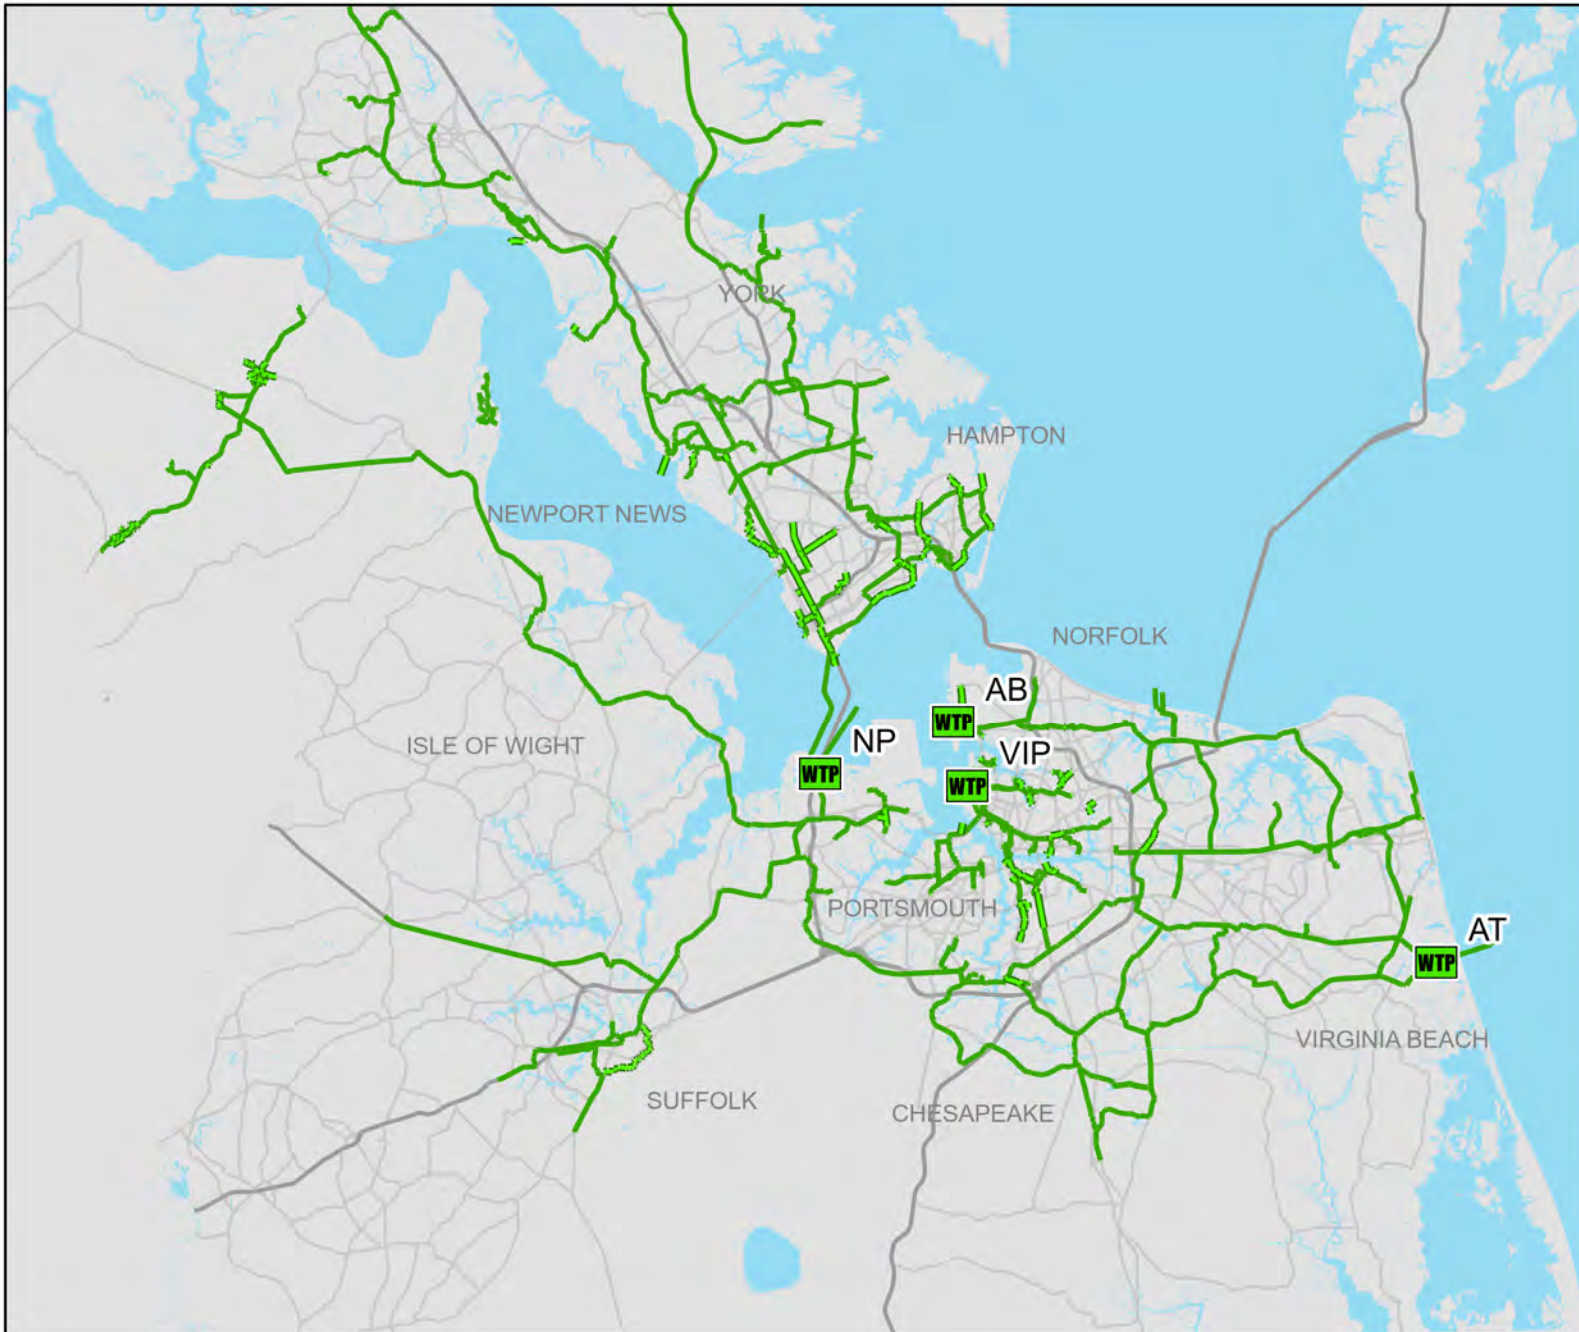 YORK
HAMPTON
NEWPORT NEWS
NORFOLK
AB
WTP
ISLE OF WIGHT
NP
VIP
WTP
WTP
PORTSMOUTH
AT
WTP
VIRGINIA BEACH
SUFFOLK
CHESAPEAKE